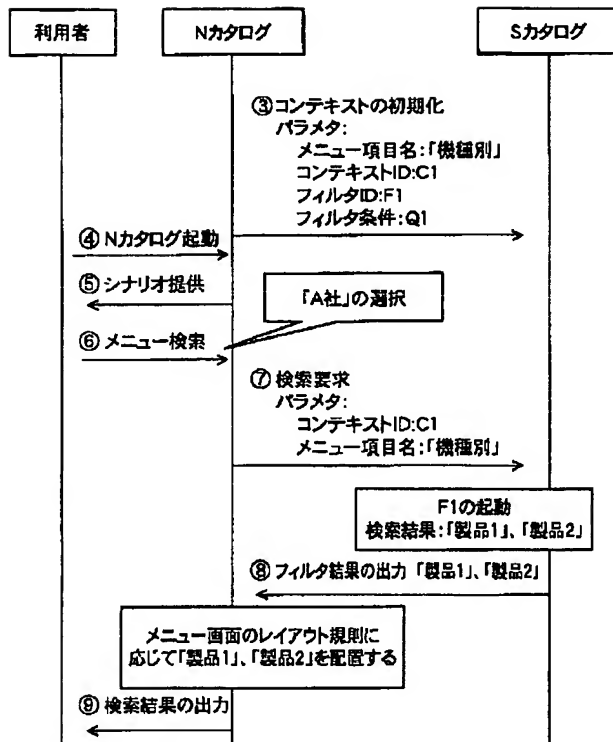 利用者
Nカタログ
Sカタログ
③コンテキストの初期化
パラメタ:
メニュー項目名:「機種別」
コンテキストID:C1
フィルタID:F1
フィルタ条件:Q1
④Nカタログ起動
⑤シナリオ提供
「A社」の選択
⑥メニュー検索
⑦検索要求
パラメタ:
コンテキストID:C1
メニュー項目名:「機種別」
F1の起動
検索結果:「製品1」、「製品2」
⑧フィルタ結果の出力「製品1」、「製品2」
メニュー画面のレイアウト規則に
応じて「製品1」、「製品2」を配置する
⑨検索結果の出力